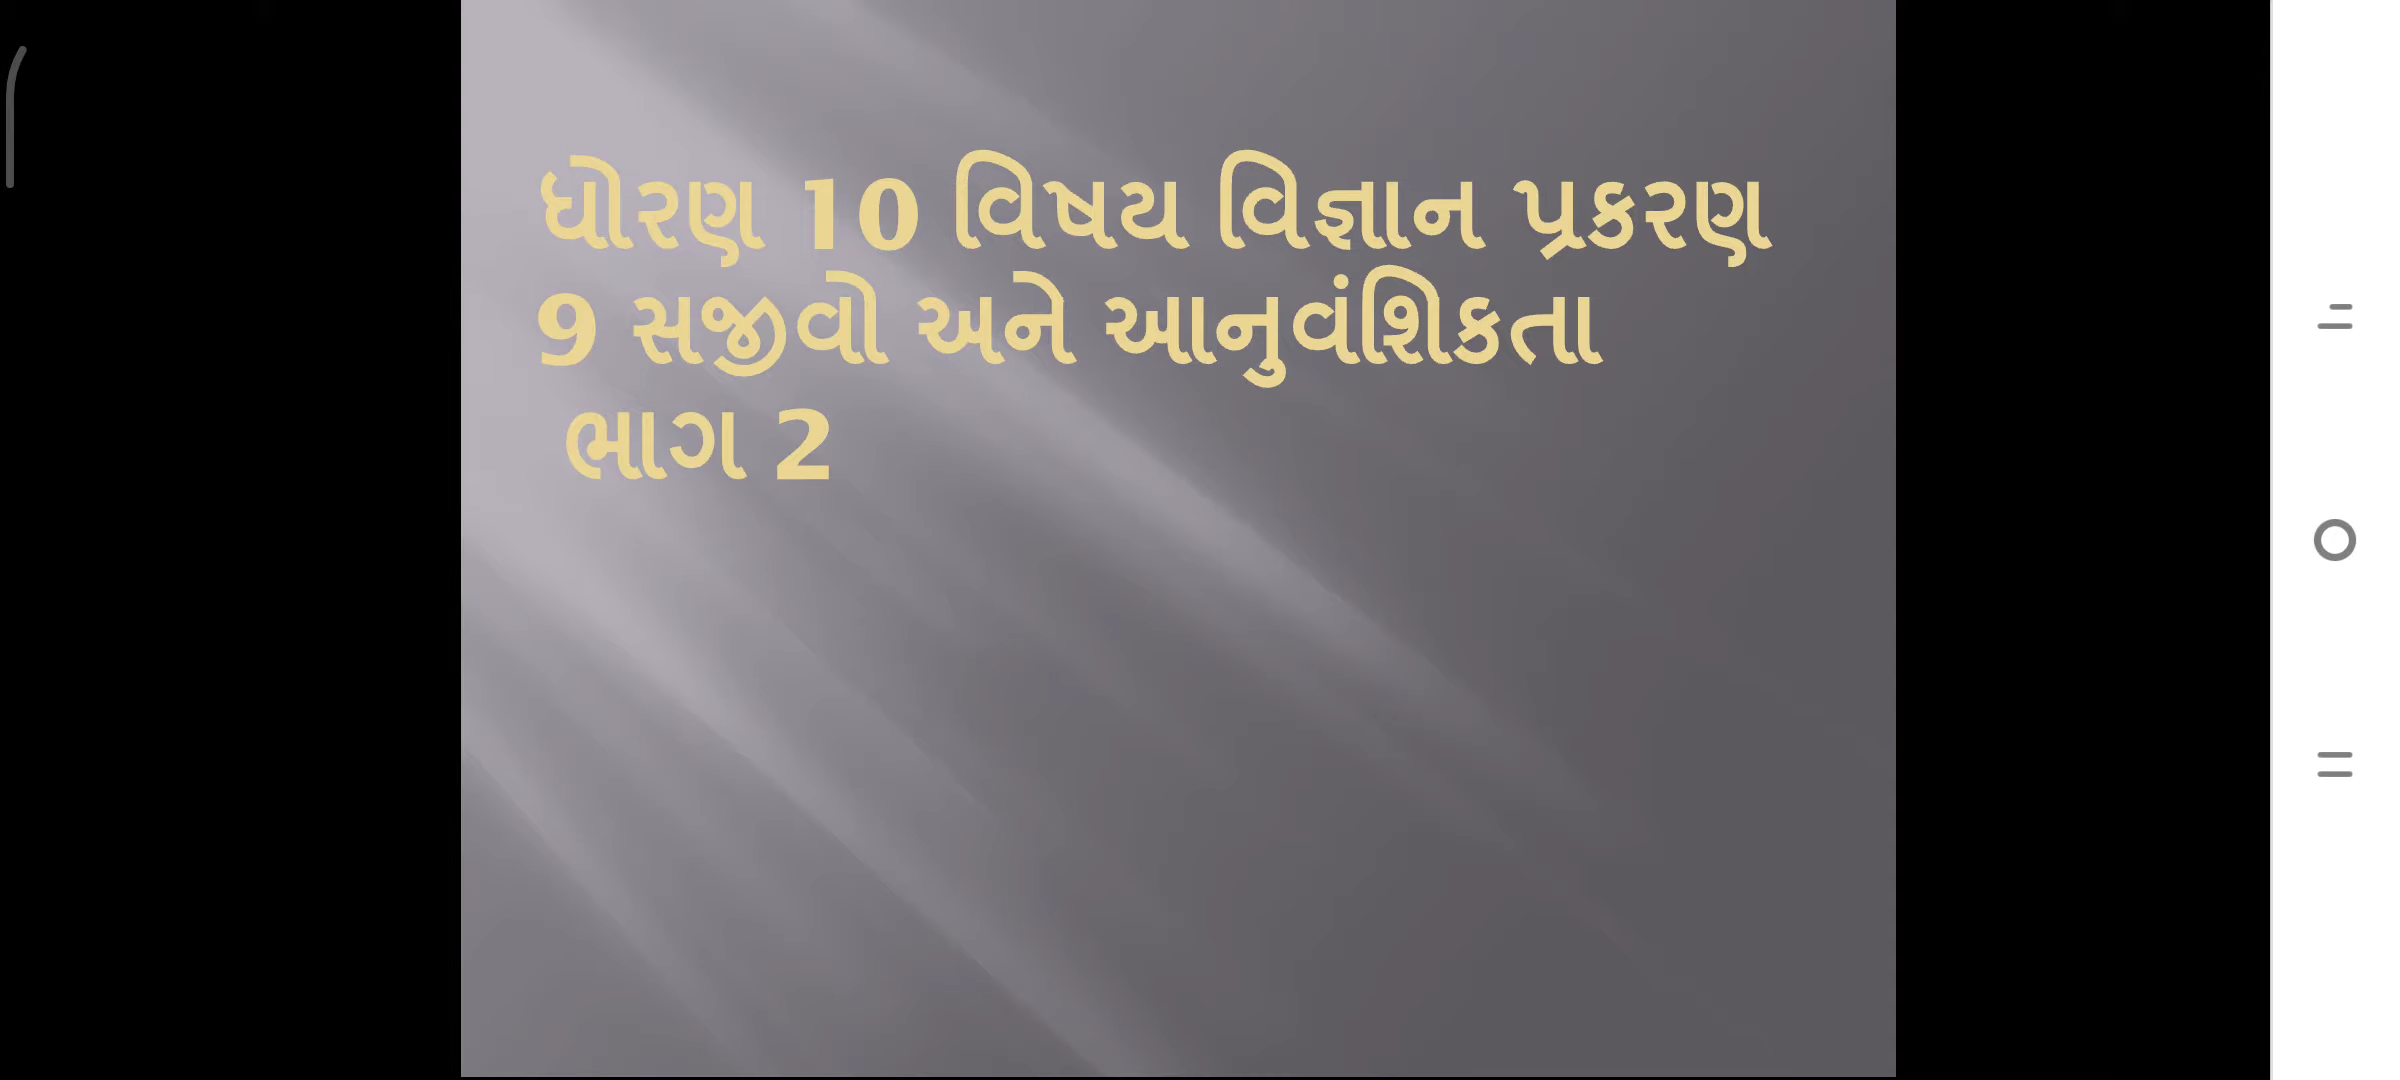 ધોરણ 10 વિષય વિજ્ઞાન પ્રકરણ
9 સજીવો અને આનુવંશિકતા
ભાગ 2